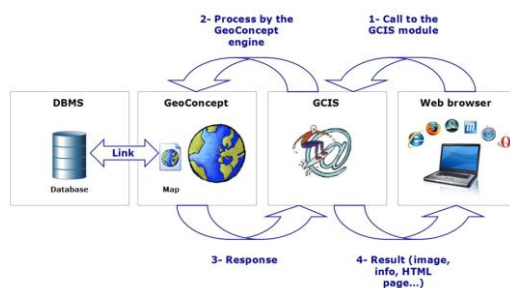 2- Process by the
GeoConcept
engine
1- Call to the
GCIS module
DBMS
GeoConcept
GCIS
Web browser
Link
Database
Map
3- Response
4- Result (image,
info, HTML
page...)